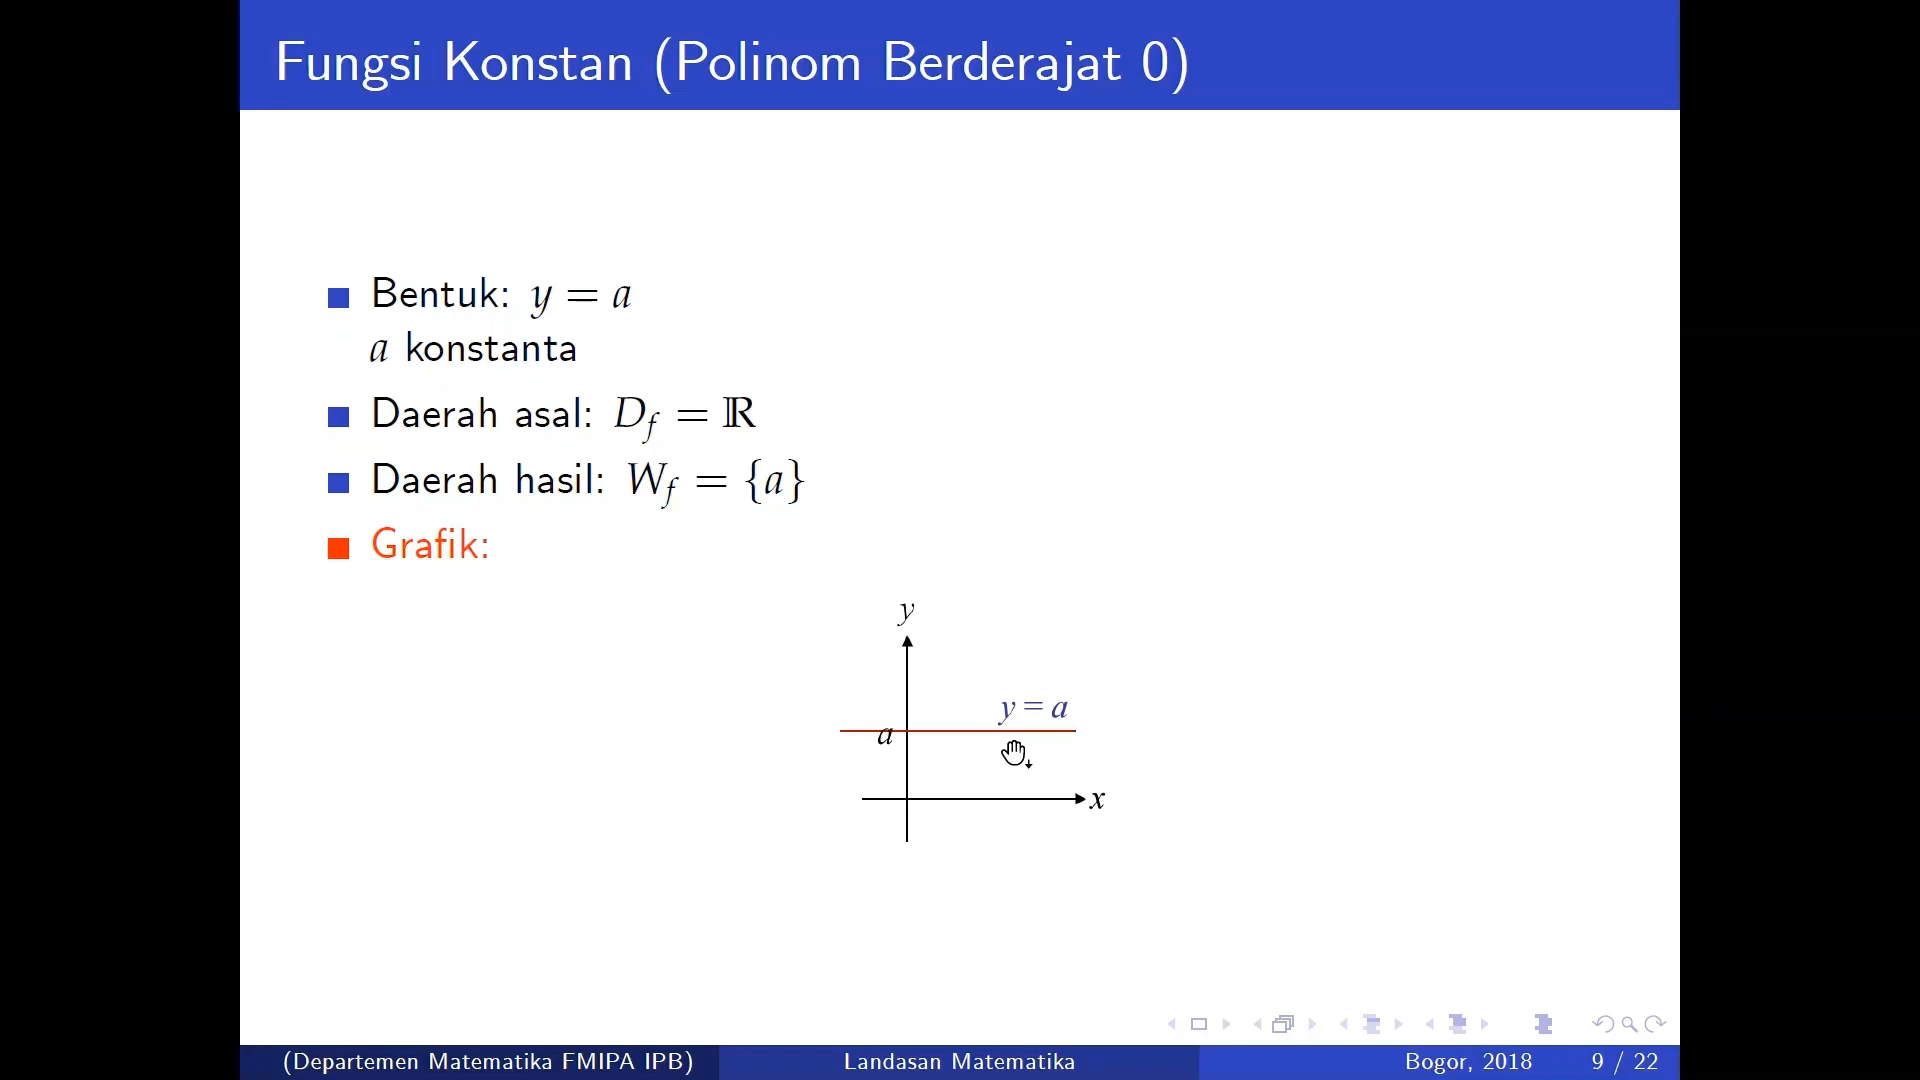 Fungsi Konstan (Polinom Berderajat 0)
Bentuk: y = a
a konstanta
Daerah asal: D_f = ℝ
Daerah hasil: W_f = {a}
Grafik:
y
y = a
a
x
(Departemen Matematika FMIPA IPB) Landasan Matematika Bogor, 2018 9 / 22